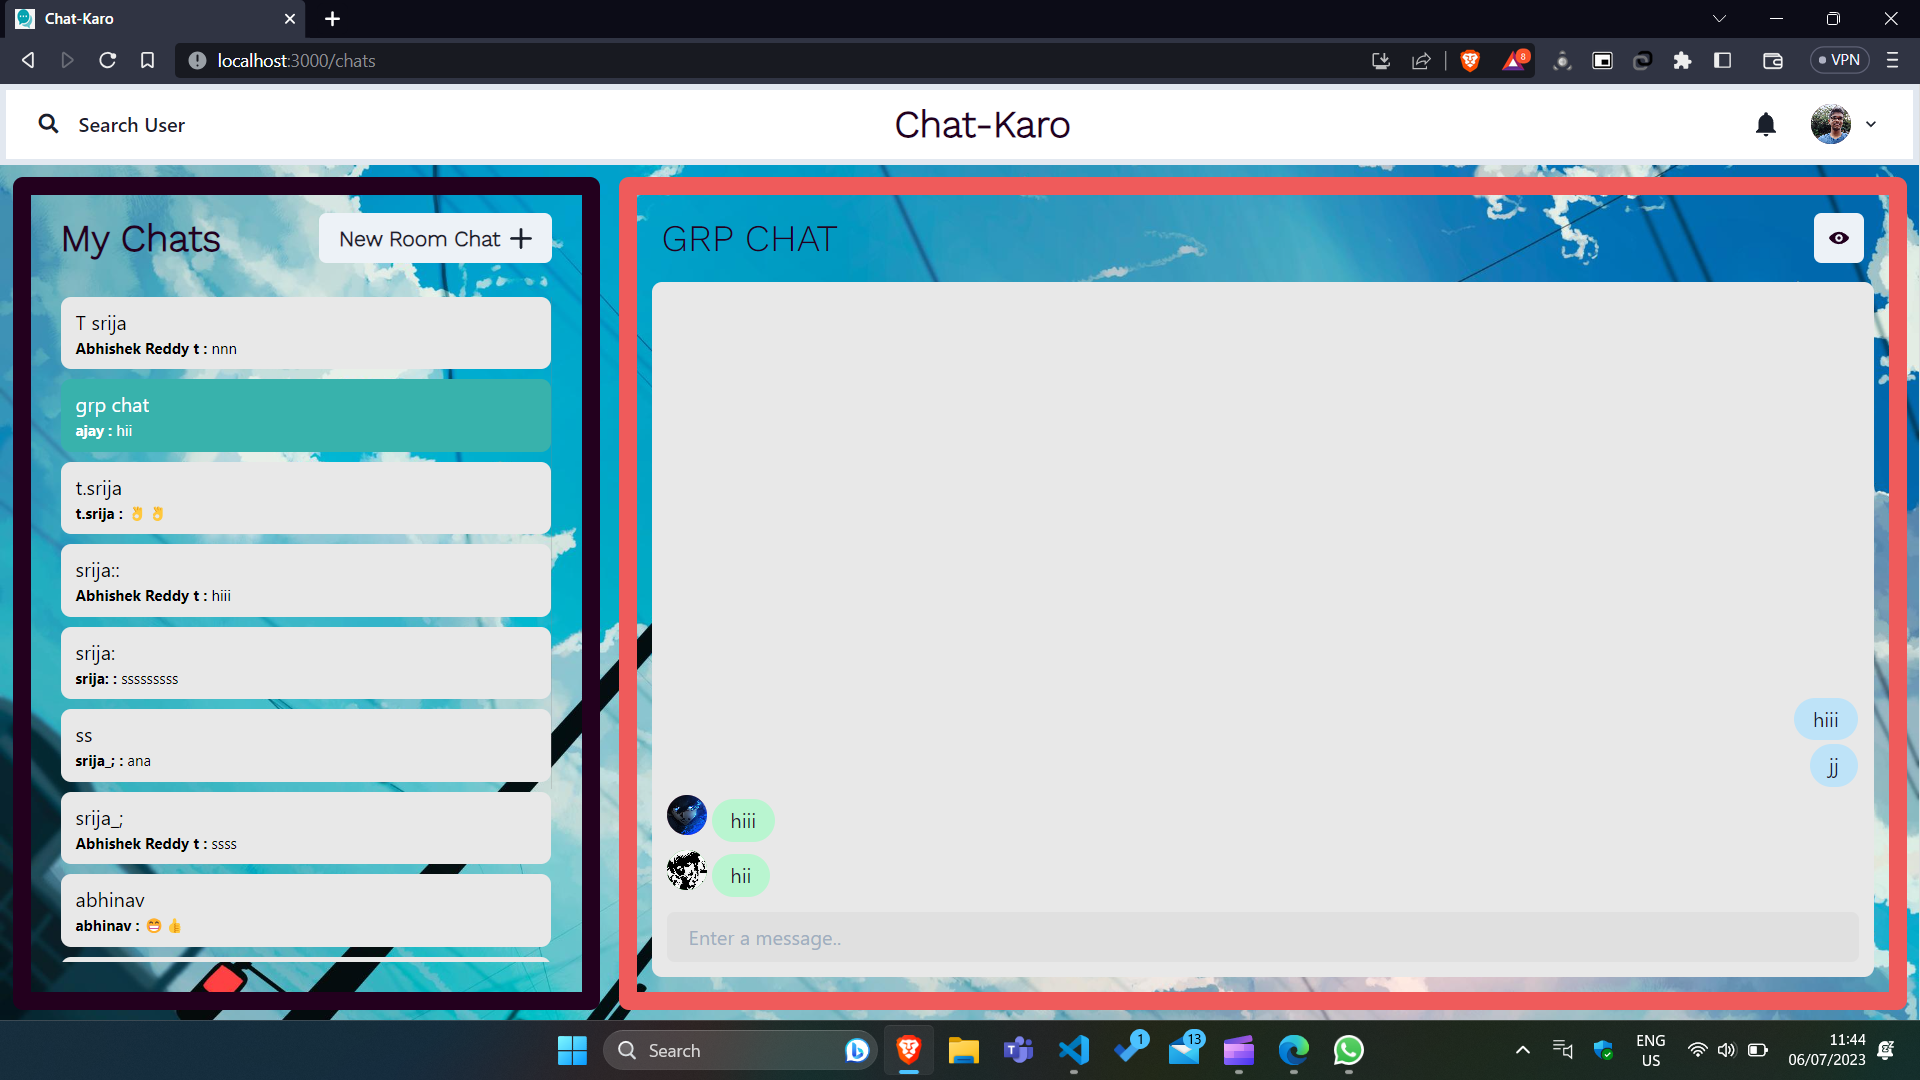 Chat-Karo
localhost:3000/chats
8
VPN
Search User
Chat-Karo
My Chats
New Room Chat
T srija
Abhishek Reddy t : nnn
grp chat
ajay : hii
t.srija
t.srija : 👌 👌
srija::
Abhishek Reddy t : hiii
srija:
srija: : sssssssss
ss
srija_; : ana
srija_;
Abhishek Reddy t : ssss
abhinav
abhinav : 😁 👍
GRP CHAT
hiii
jj
hiii
hii
Enter a message..
Search
1
13
ENG
US
11:44
06/07/2023